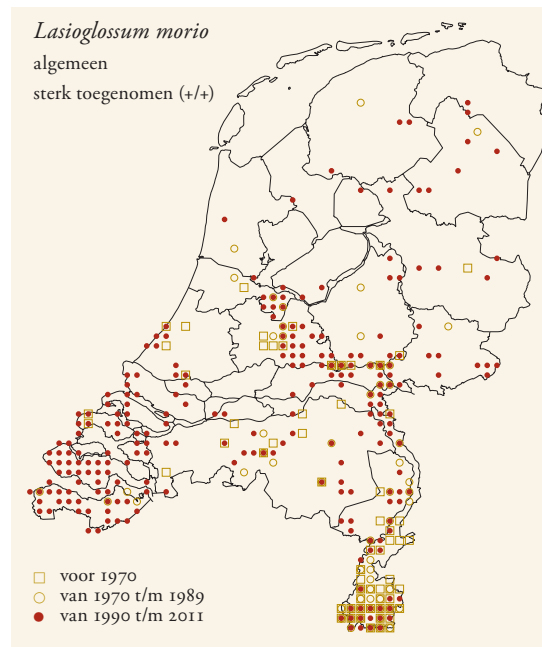 Lasioglossum morio
algemeen
sterk toegenomen (+/+)
voor 1970
van 1970 t/m 1989
van 1990 t/m 2011